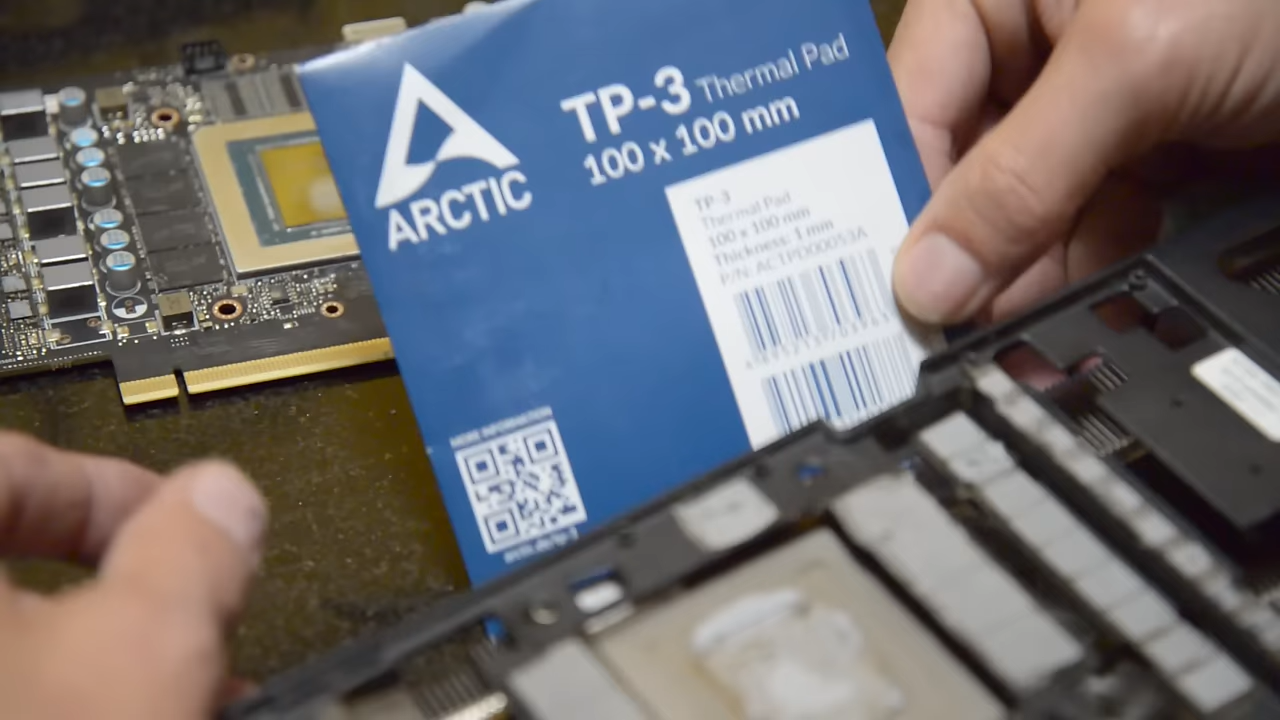 ARCTIC
TP-3 Thermal Pad
100 x 100 mm
TP-3
Thermal Pad
100 x 100 mm
Thickness: 1 mm
P/N: ACTPD00053A
MORE INFORMATION